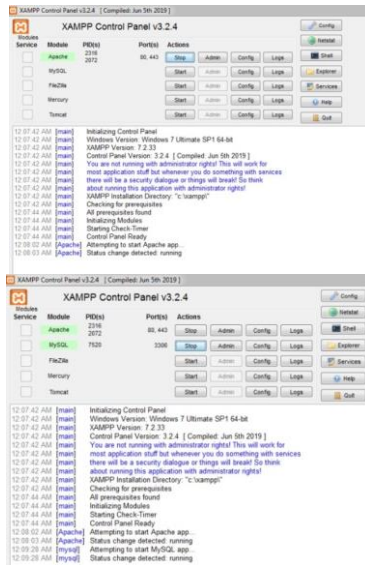 XAMPP Control Panel v3.2.4 [ Compiled: Jun 5th 2019 ]
XAMPP Control Panel v3.2.4
Config
Modules
Service Module PID(s) Port(s) Actions
Netstat
Apache 2316 2072 80, 443 Stop Admin Config Logs
Shell
MySQL Start Admin Config Logs
Explorer
FileZilla Start Admin Config Logs
Services
Mercury Start Admin Config Logs
Help
Tomcat Start Admin Config Logs
Quit
12:07:42 AM [main] Initializing Control Panel
12:07:42 AM [main] Windows Version: Windows 7 Ultimate SP1 64-bit
12:07:42 AM [main] XAMPP Version: 7.2.33
12:07:42 AM [main] Control Panel Version: 3.2.4 [ Compiled: Jun 5th 2019 ]
12:07:42 AM [main] You are not running with administrator rights! This will work for
12:07:42 AM [main] most application stuff but whenever you do something with services
12:07:42 AM [main] there will be a security dialogue or things will break! So think
12:07:42 AM [main] about running this application with administrator rights!
12:07:42 AM [main] XAMPP Installation Directory: "c:\xampp\"
12:07:42 AM [main] Checking for prerequisites
12:07:44 AM [main] All prerequisites found
12:07:44 AM [main] Initializing Modules
12:07:44 AM [main] Starting Check-Timer
12:07:44 AM [main] Control Panel Ready
12:08:02 AM [Apache] Attempting to start Apache app...
12:08:03 AM [Apache] Status change detected: running
XAMPP Control Panel v3.2.4 [ Compiled: Jun 5th 2019 ]
XAMPP Control Panel v3.2.4
Config
Modules
Service Module PID(s) Port(s) Actions
Netstat
Apache 2316 2072 80, 443 Stop Admin Config Logs
Shell
MySQL 7520 3306 Stop Admin Config Logs
Explorer
FileZilla Start Admin Config Logs
Services
Mercury Start Admin Config Logs
Help
Tomcat Start Admin Config Logs
Quit
12:07:42 AM [main] Initializing Control Panel
12:07:42 AM [main] Windows Version: Windows 7 Ultimate SP1 64-bit
12:07:42 AM [main] XAMPP Version: 7.2.33
12:07:42 AM [main] Control Panel Version: 3.2.4 [ Compiled: Jun 5th 2019 ]
12:07:42 AM [main] You are not running with administrator rights! This will work for
12:07:42 AM [main] most application stuff but whenever you do something with services
12:07:42 AM [main] there will be a security dialogue or things will break! So think
12:07:42 AM [main] about running this application with administrator rights!
12:07:42 AM [main] XAMPP Installation Directory: "c:\xampp\"
12:07:42 AM [main] Checking for prerequisites
12:07:44 AM [main] All prerequisites found
12:07:44 AM [main] Initializing Modules
12:07:44 AM [main] Starting Check-Timer
12:07:44 AM [main] Control Panel Ready
12:08:02 AM [Apache] Attempting to start Apache app...
12:08:03 AM [Apache] Status change detected: running
12:09:28 AM [mysql] Attempting to start MySQL app...
12:09:28 AM [mysql] Status change detected: running